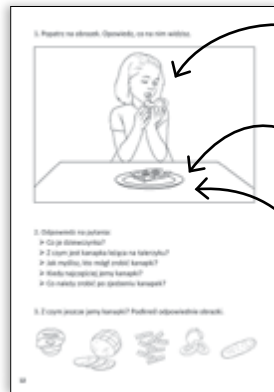 1. Popatrz na obrazek. Opowiedz, co na nim widzisz.
2. Odpowiedz na pytania:
➢ Co je dziewczynka?
➢ Z czym jest kanapka leżąca na talerzyku?
➢ Jak myślisz, kto mógł zrobić kanapki?
➢ Kiedy najczęściej jemy kanapki?
➢ Co należy zrobić po zjedzeniu kanapek?
3. Z czym jeszcze jemy kanapki? Podkreśl odpowiednie obrazki.